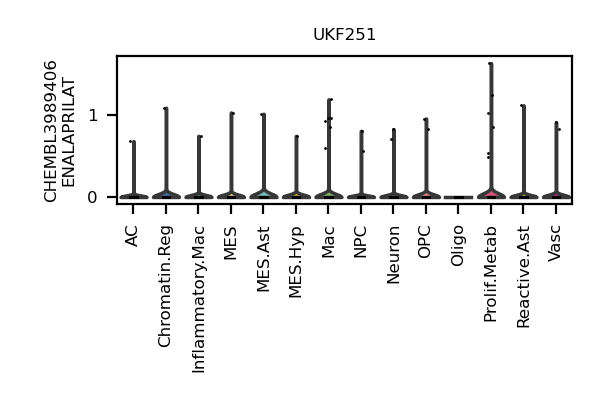 UKF251
CHEMBL3989406
ENALAPRILAT
1
0
AC
Chromatin.Reg
Inflammatory.Mac
MES
MES.Ast
MES.Hyp
Mac
NPC
Neuron
OPC
Oligo
Prolif.Metab
Reactive.Ast
Vasc